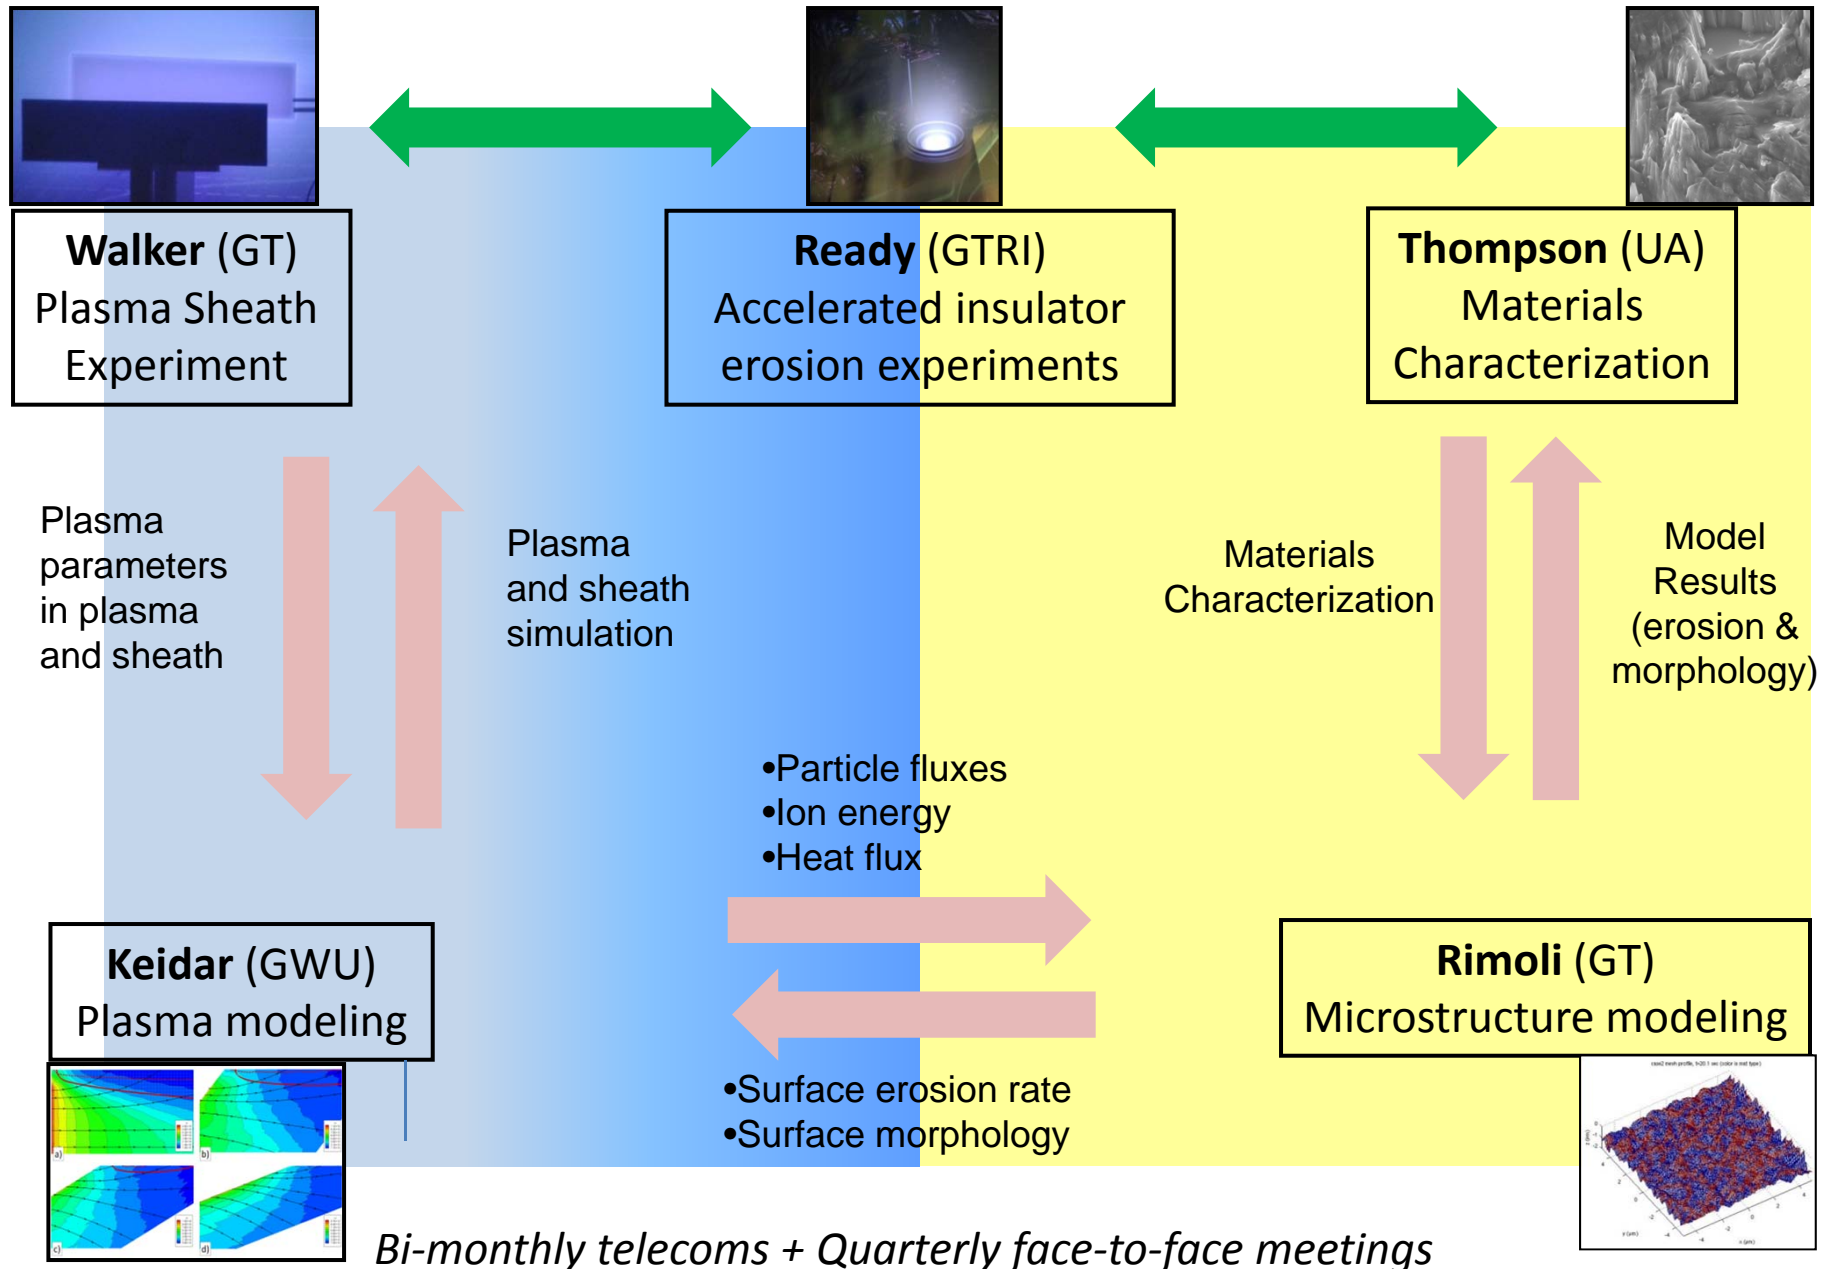 Walker (GT)
Plasma Sheath
Experiment
Ready (GTRI)
Accelerated insulator
erosion experiments
Thompson (UA)
Materials
Characterization
Plasma
parameters
in plasma
and sheath
Plasma
and sheath
simulation
Materials
Characterization
Model
Results
(erosion &
morphology)
•Particle fluxes
•Ion energy
•Heat flux
Keidar (GWU)
Plasma modeling
Rimoli (GT)
Microstructure modeling
•Surface erosion rate
•Surface morphology
a)
b)
c)
d)
Bi-monthly telecoms + Quarterly face-to-face meetings